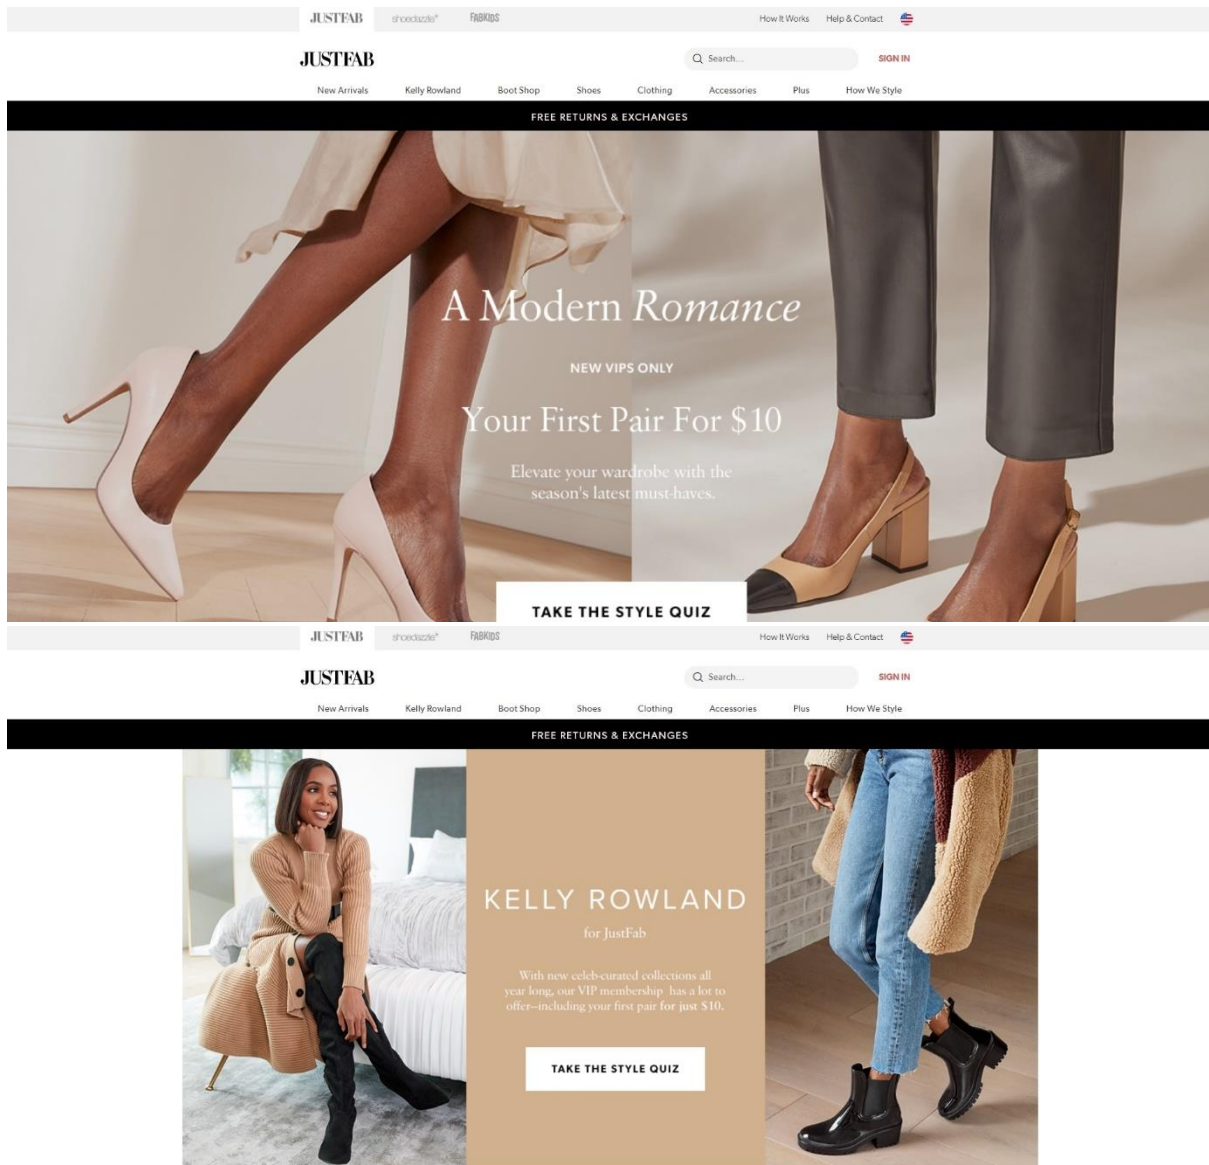 JUSTFAB shoedazzle* FABKIDS How It Works Help & Contact
JUSTFAB Search... SIGN IN
New Arrivals Kelly Rowland Boot Shop Shoes Clothing Accessories Plus How We Style
FREE RETURNS & EXCHANGES
A Modern Romance
NEW VIPS ONLY
Your First Pair For $10
Elevate your wardrobe with the
season's latest must-haves.
TAKE THE STYLE QUIZ
JUSTFAB shoedazzle* FABKIDS How It Works Help & Contact
JUSTFAB Search... SIGN IN
New Arrivals Kelly Rowland Boot Shop Shoes Clothing Accessories Plus How We Style
FREE RETURNS & EXCHANGES
KELLY ROWLAND
for JustFab
With new celeb-curated collections all
year long, our VIP membership has a lot to
offer—including your first pair for just $10.
TAKE THE STYLE QUIZ